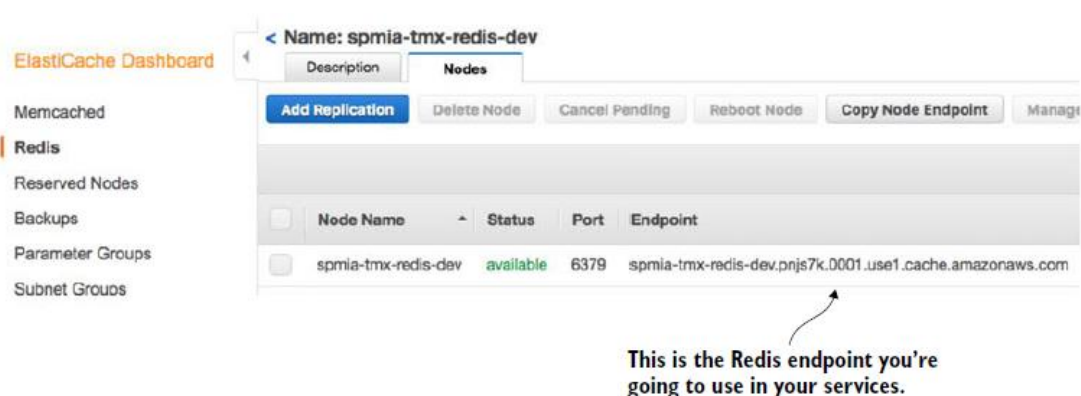 < Name: spmia-tmx-redis-dev
ElastiCache Dashboard
Description Nodes
Memcached
Add Replication Delete Node Cancel Pending Reboot Node Copy Node Endpoint Manage
Redis
Reserved Nodes
Backups
Node Name Status Port Endpoint
Parameter Groups
spmia-tmx-redis-dev available 6379 spmia-tmx-redis-dev.pnjs7k.0001.use1.cache.amazonaws.com
Subnet Groups
This is the Redis endpoint you're
going to use in your services.